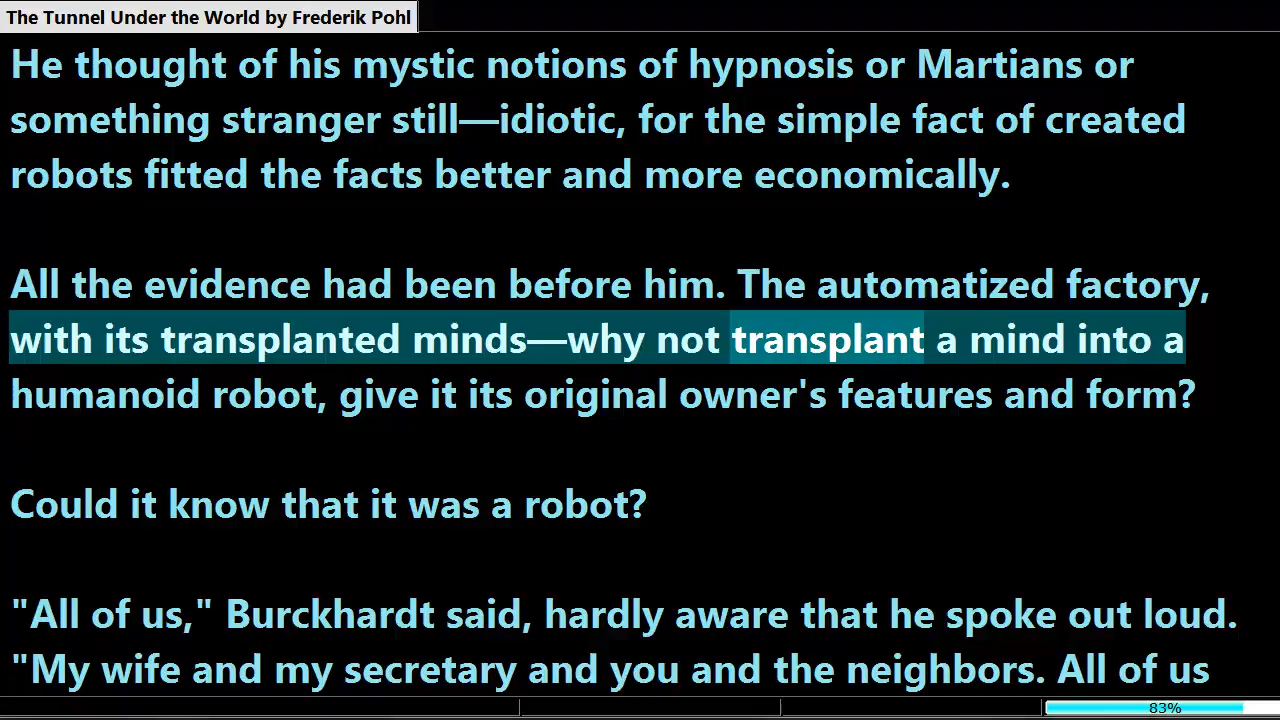 The Tunnel Under the World by Frederik Pohl
He thought of his mystic notions of hypnosis or Martians or
something stranger still—idiotic, for the simple fact of created
robots fitted the facts better and more economically.
All the evidence had been before him. The automatized factory,
with its transplanted minds—why not transplant a mind into a
humanoid robot, give it its original owner's features and form?
Could it know that it was a robot?
"All of us," Burckhardt said, hardly aware that he spoke out loud.
"My wife and my secretary and you and the neighbors. All of us
83%